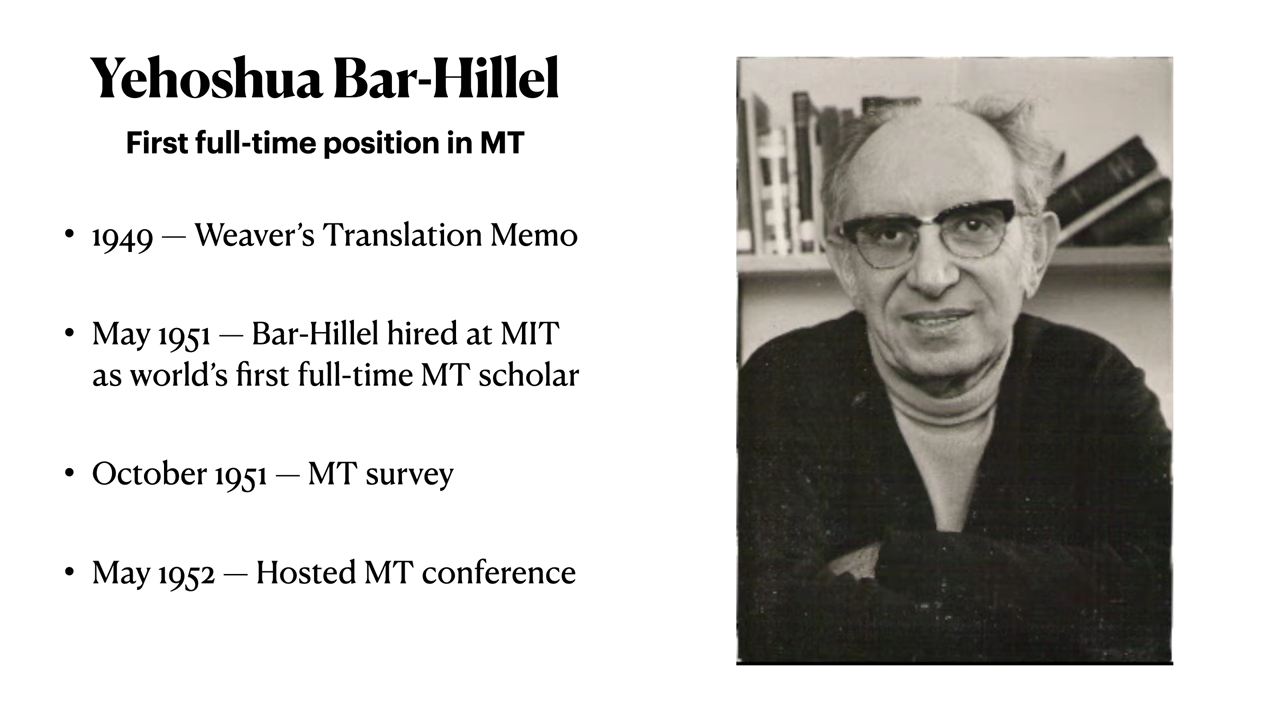 Yehoshua Bar-Hillel
First full-time position in MT
• 1949 — Weaver’s Translation Memo
• May 1951 — Bar-Hillel hired at MIT
as world’s first full-time MT scholar
• October 1951 — MT survey
• May 1952 — Hosted MT conference